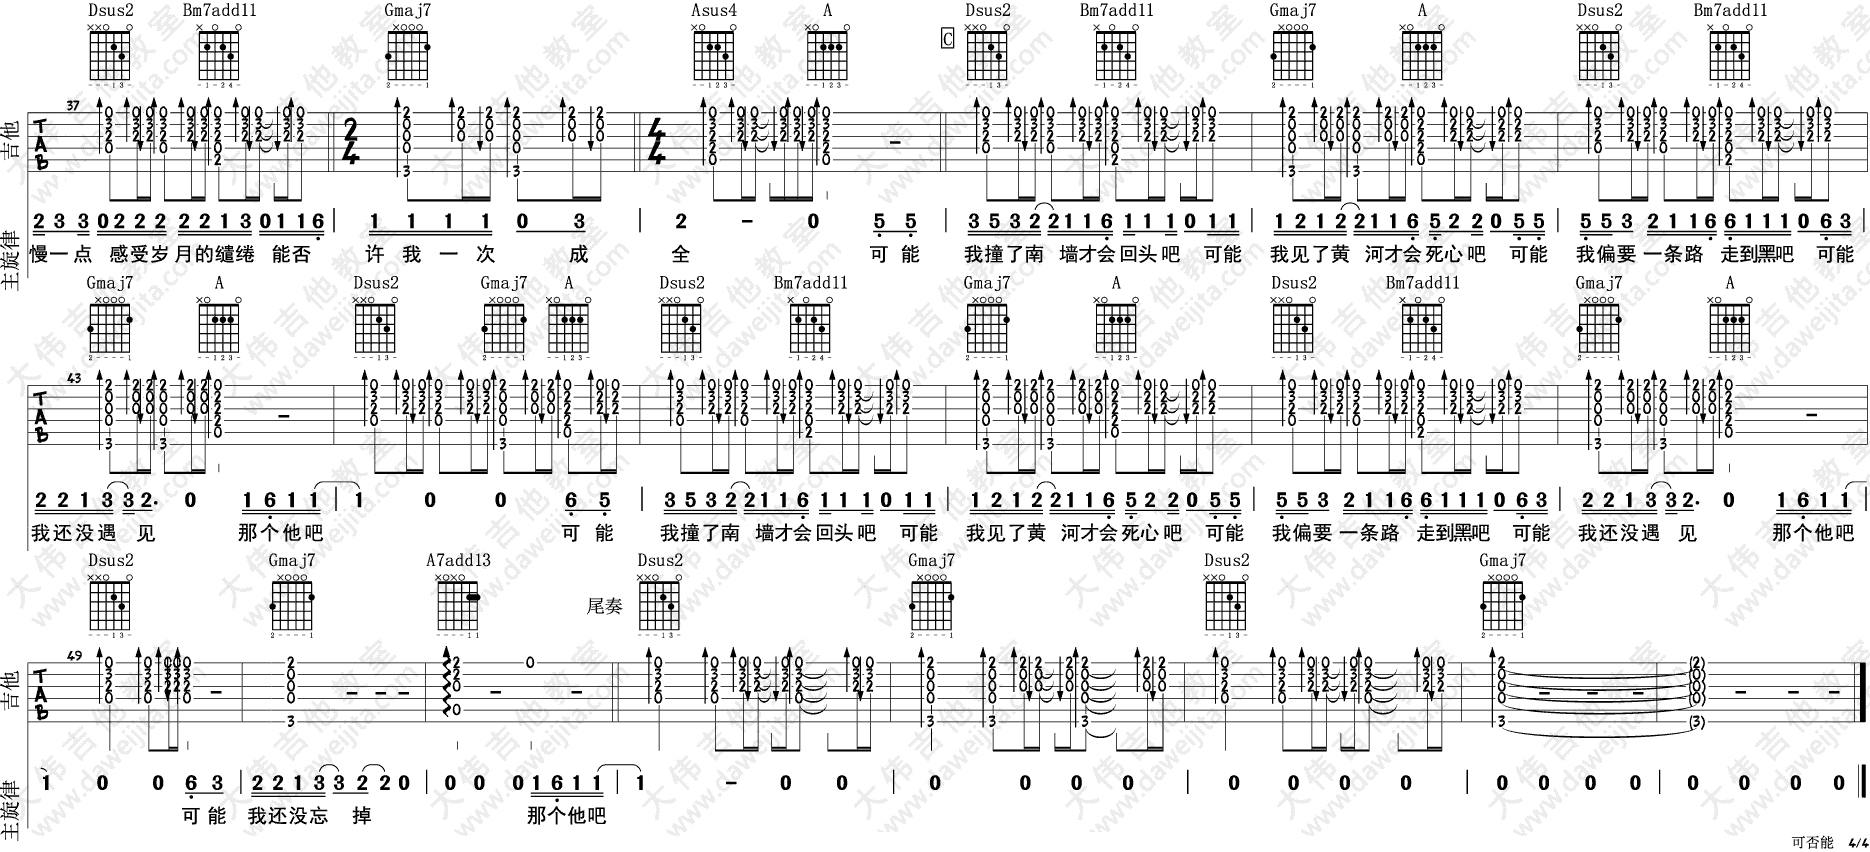 Dsus2 Bm7add11 Gmaj7 Asus4 A Dsus2 Bm7add11 Gmaj7 A Dsus2 Bm7add11
C
37
吉他
主旋律
2 3 3 0 2 2 2 2 2 1 3 0 1 1 6 | 1 1 1 1 0 3 | 2 - 0 5 5 | 3 5 3 2 2 1 1 6 1 1 1 0 1 1 | 1 2 1 2 2 1 1 6 5 2 2 0 5 5 | 5 5 3 2 1 1 6 1 1 1 0 6 3 |
慢一点 感受岁 月的缱绻 能否 许 我 一 次 成 全 可 能 我撞了南 墙才会 回头吧 可能 我见了黄 河才会 死心吧 可能 我偏要 一条路 走到黑吧 可能
Gmaj7 A Dsus2 Gmaj7 A Dsus2 Bm7add11 Gmaj7 A Dsus2 Bm7add11 Gmaj7 A
43
2 2 1 3 3 2. 0 1 6 1 1 | 1 0 0 6 5 | 3 5 3 2 2 1 1 6 1 1 1 0 1 1 | 1 2 1 2 2 1 1 6 5 2 2 0 5 5 | 5 5 3 2 1 1 6 1 1 1 0 6 3 | 2 2 1 3 3 2. 0 1 6 1 1 |
我还没遇 见 那个他吧 可 能 我撞了南 墙才会 回头吧 可能 我见了黄 河才会 死心吧 可能 我偏要 一条路 走到黑吧 可能 我还没遇 见 那个他吧
Dsus2 Gmaj7 A7add13 Dsus2 Gmaj7 Dsus2 Gmaj7
尾奏
49
吉他
主旋律
1 0 0 6 3 | 2 2 1 3 3 2 2 0 | 0 0 0 1 6 1 1 | 1 - 0 0 | 0 0 0 0 | 0 0 0 0 | 0 0 0 0 | 0 0 0 0
可 能 我还没忘 掉 那个他吧
可否能 4/4
大伟吉他教室
www.daweijita.com